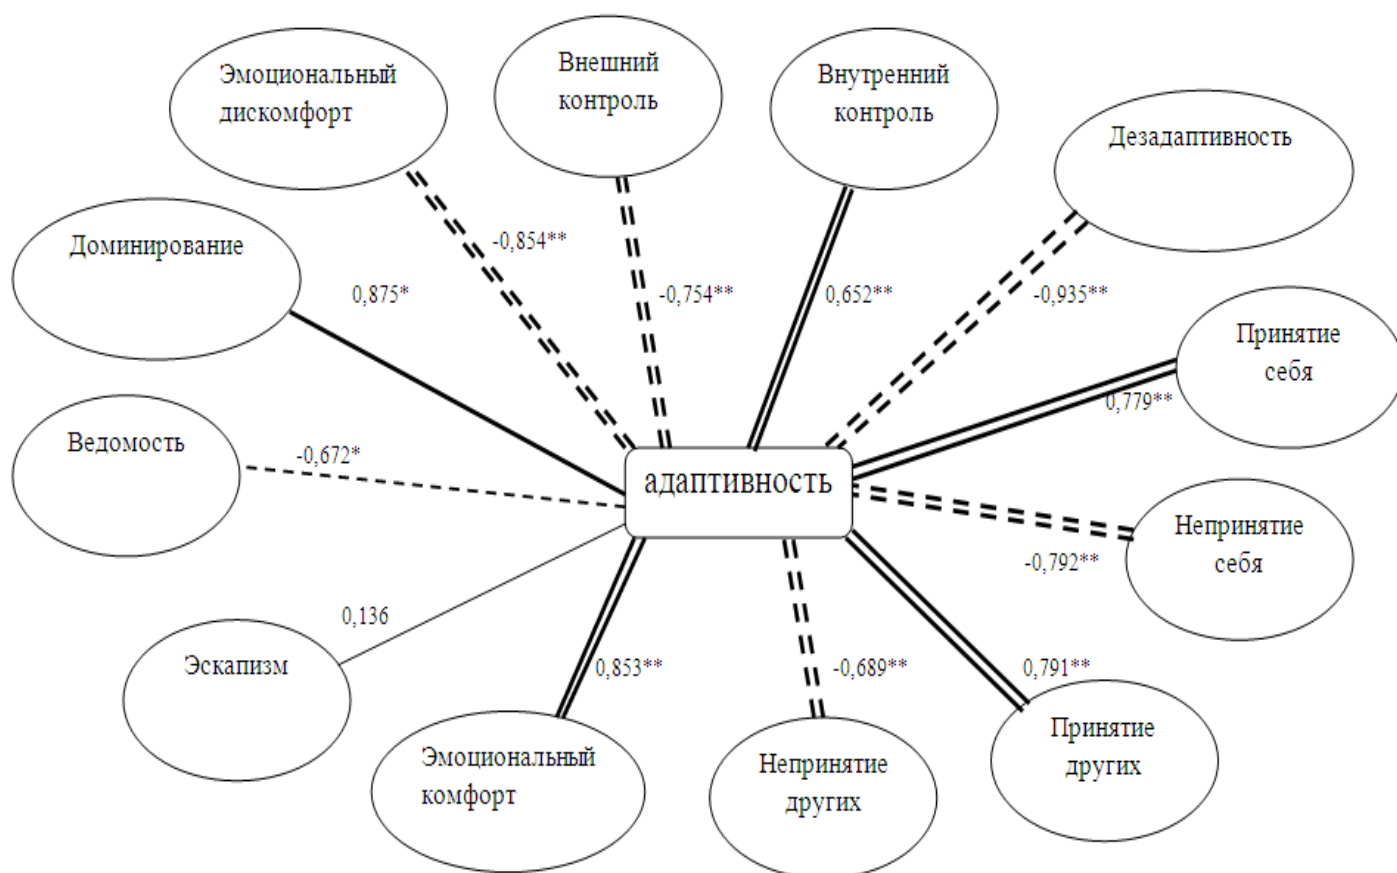 Эмоциональный
дискомфорт
Внешний
контроль
Внутренний
контроль
Дезадаптивность
Доминирование
-0,854**
0,875*
-0,754**
0,652**
-0,935**
Принятие
себя
0,779**
Ведомость
-0,672*
адаптивность
Непринятие
себя
-0,792**
0,136
Эскапизм
0,853**
-0,689**
0,791**
Эмоциональный
комфорт
Непринятие
других
Принятие
других